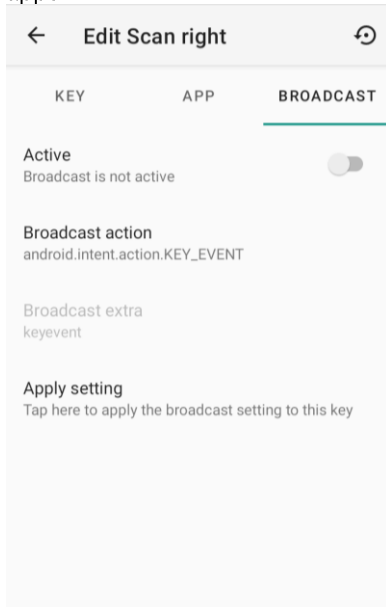 Edit Scan right
KEY APP BROADCAST
Active
Broadcast is not active
Broadcast action
android.intent.action.KEY_EVENT
Broadcast extra
keyevent
Apply setting
Tap here to apply the broadcast setting to this key